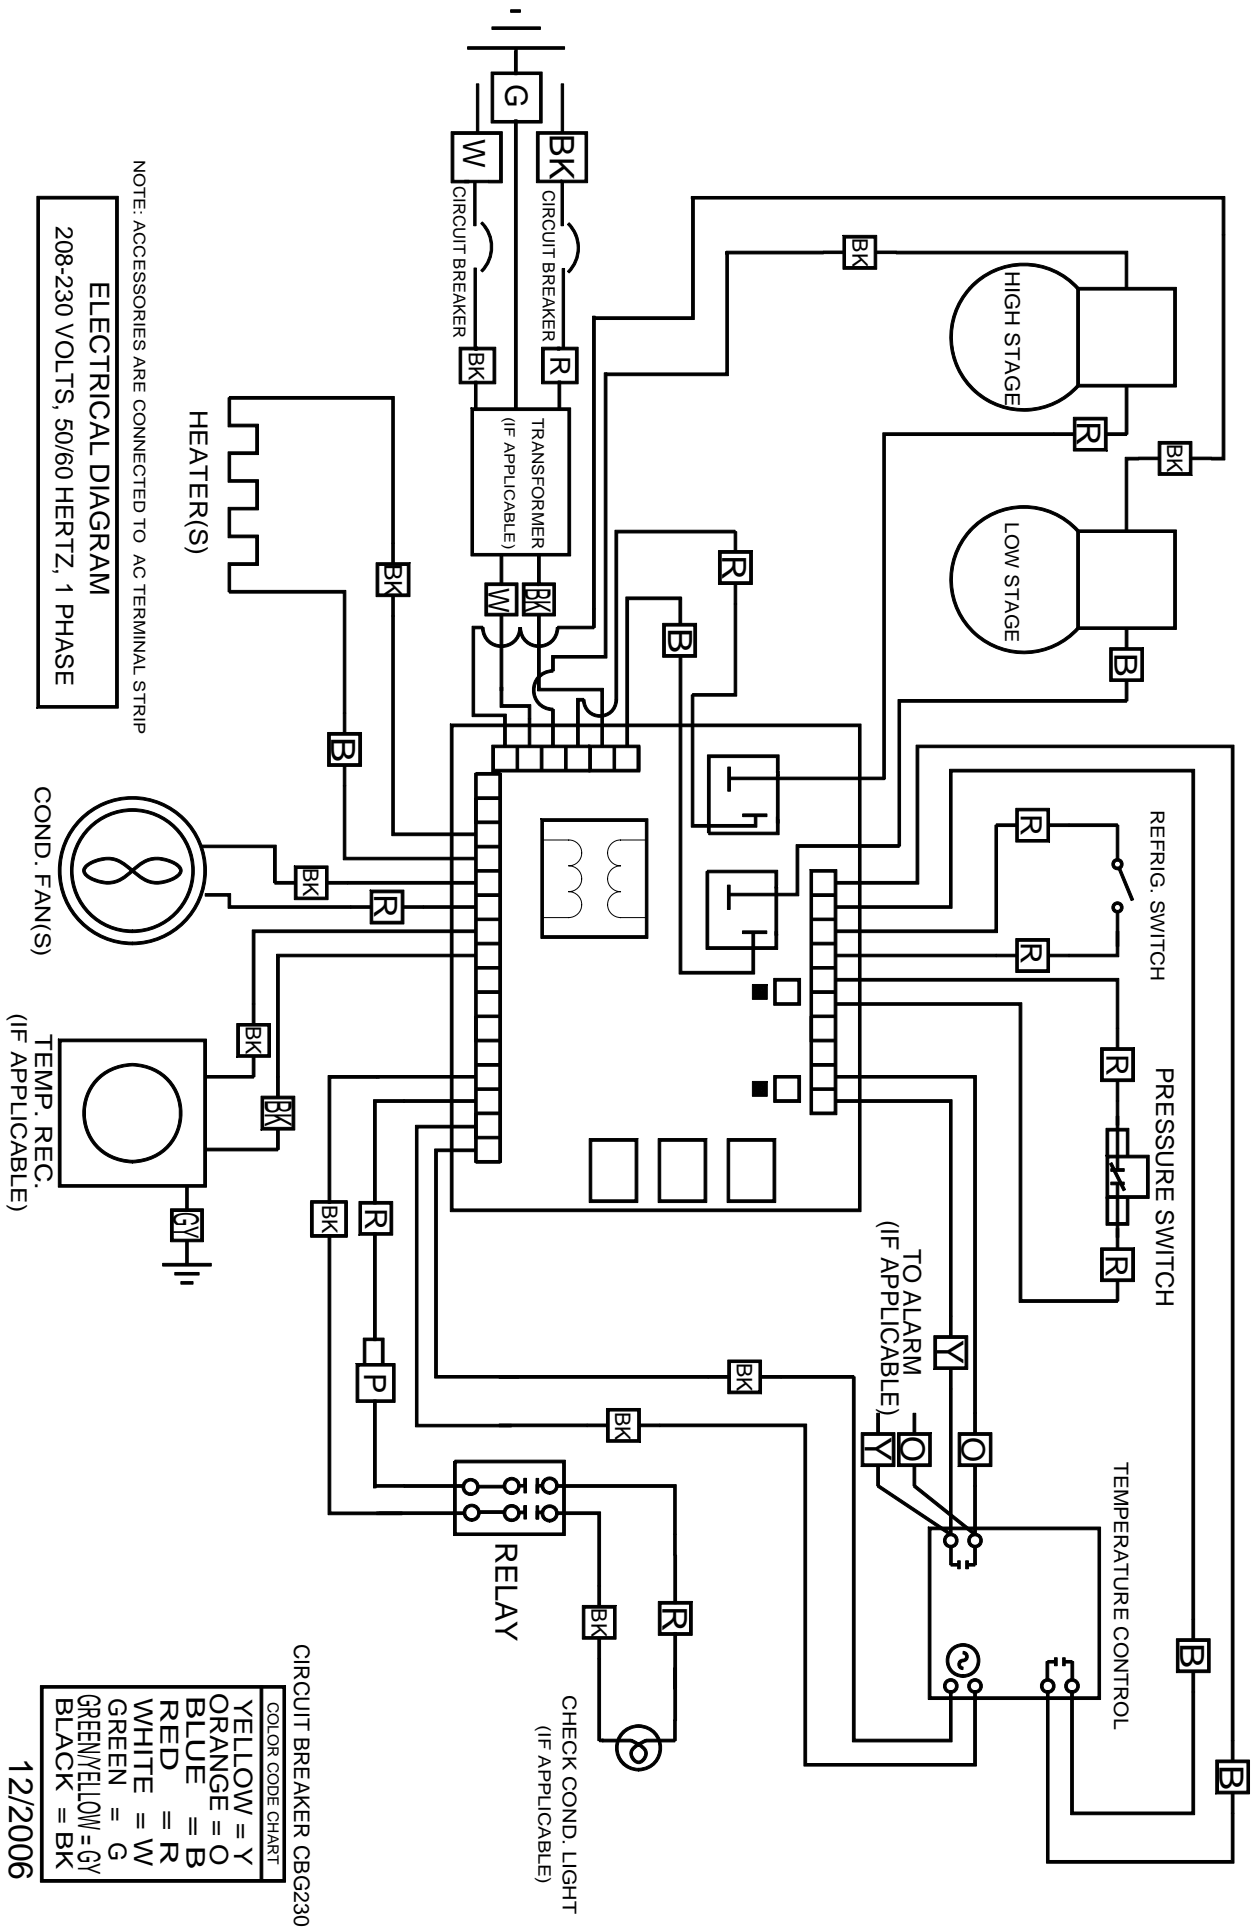 B
B
BK
PRESSURE SWITCH
REFRIG. SWITCH
B
TEMPERATURE CONTROL
R
R
R
R
R
HIGH STAGE
LOW STAGE
O
Y
TO ALARM
(IF APPLICABLE)
O
Y
BK
BK
R
B
R
BK
BK
CHECK COND. LIGHT
(IF APPLICABLE)
BK
CIRCUIT BREAKER
R
TRANSFORMER
(IF APPLICABLE)
BK
W
G
RELAY
W
CIRCUIT BREAKER
BK
BK
R
R
P
B
BK
BK
CIRCUIT BREAKER CBG230
BK
BK
HEATER(S)
GY
NOTE: ACCESSORIES ARE CONNECTED TO AC TERMINAL STRIP
ELECTRICAL DIAGRAM
208-230 VOLTS, 50/60 HERTZ, 1 PHASE
COND. FAN(S)
TEMP. REC.
(IF APPLICABLE)
COLOR CODE CHART
YELLOW = Y
ORANGE = O
BLUE = B
RED = R
WHITE = W
GREEN = G
GREEN/YELLOW = GY
BLACK = BK
12/2006